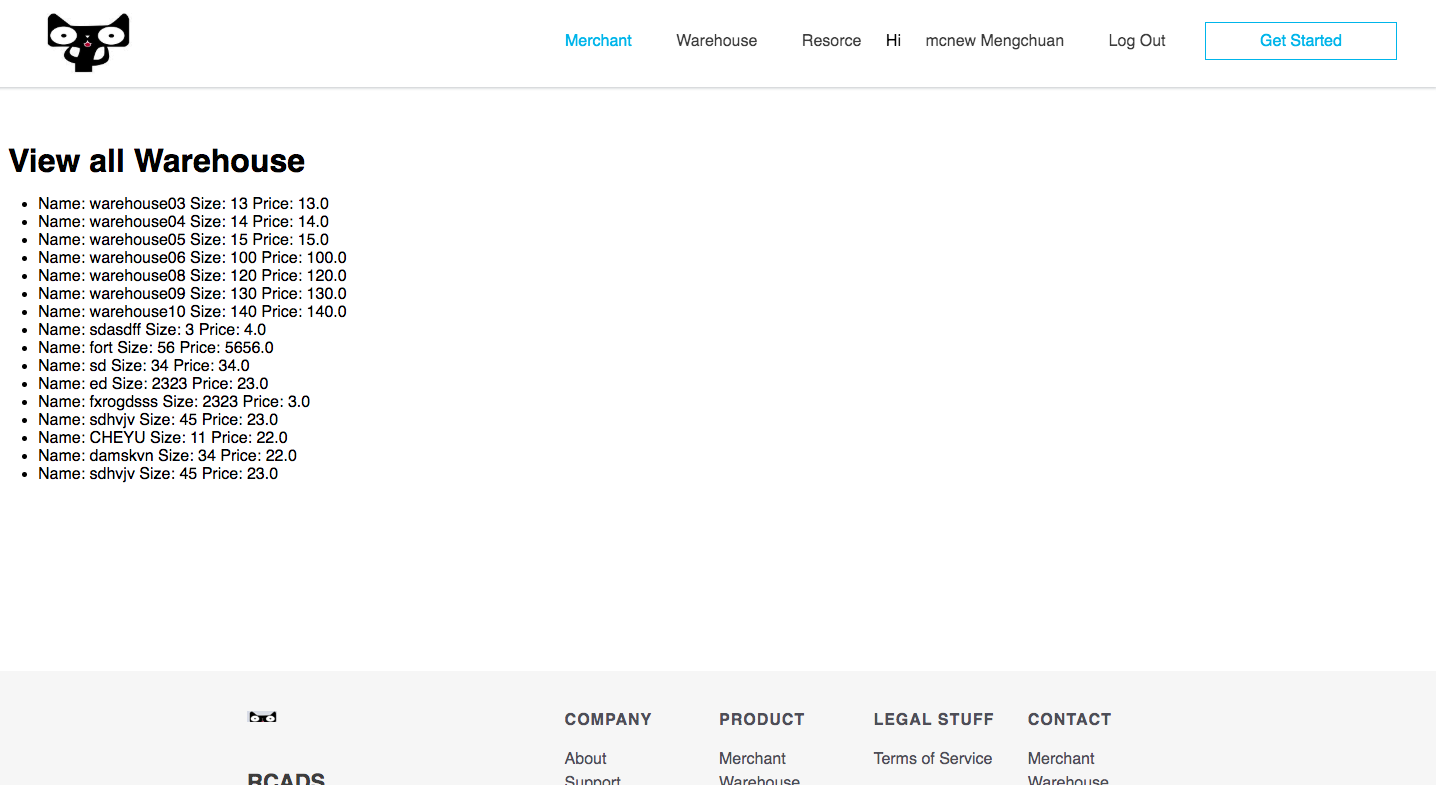 Merchant Warehouse Resorce Hi mcnew Mengchuan Log Out Get Started
View all Warehouse
Name: warehouse03 Size: 13 Price: 13.0
Name: warehouse04 Size: 14 Price: 14.0
Name: warehouse05 Size: 15 Price: 15.0
Name: warehouse06 Size: 100 Price: 100.0
Name: warehouse08 Size: 120 Price: 120.0
Name: warehouse09 Size: 130 Price: 130.0
Name: warehouse10 Size: 140 Price: 140.0
Name: sdasdff Size: 3 Price: 4.0
Name: fort Size: 56 Price: 5656.0
Name: sd Size: 34 Price: 34.0
Name: ed Size: 2323 Price: 23.0
Name: fxrogdsss Size: 2323 Price: 3.0
Name: sdhvjv Size: 45 Price: 23.0
Name: CHEYU Size: 11 Price: 22.0
Name: damskvn Size: 34 Price: 22.0
Name: sdhvjv Size: 45 Price: 23.0
COMPANY PRODUCT LEGAL STUFF CONTACT
About Merchant Terms of Service Merchant
RCADS Support Warehouse Warehouse